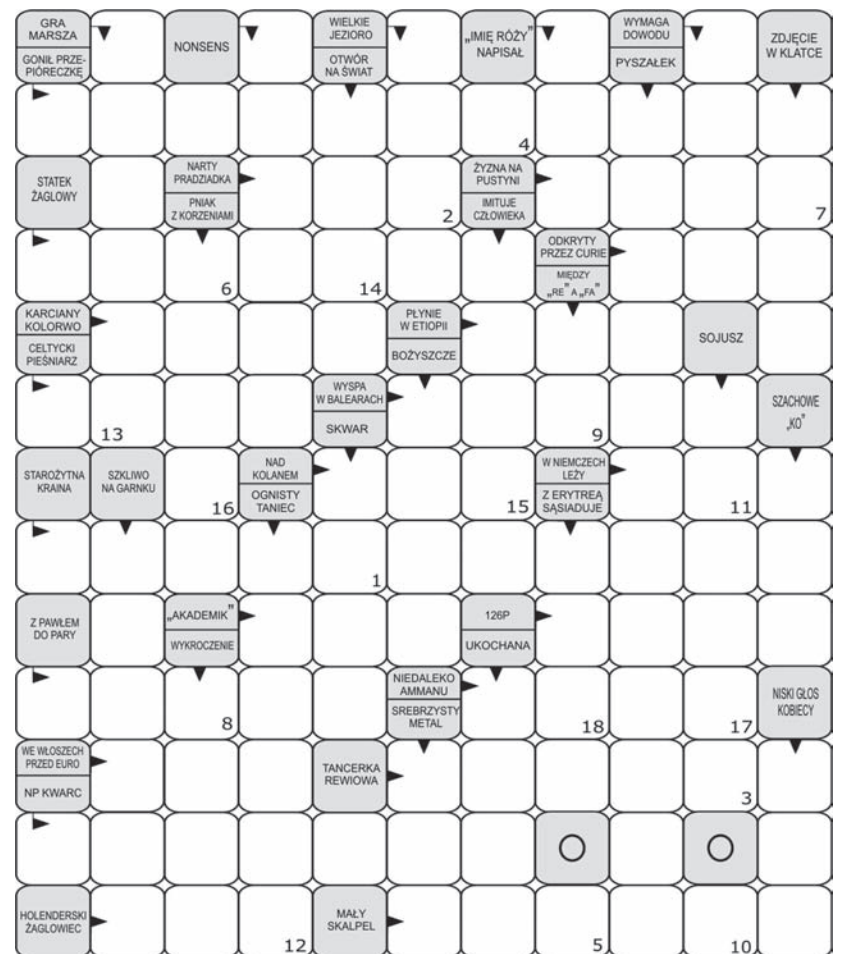 GRA
MARSZA
GONIŁ PRZE-
PIÓRECZKĘ
NONSENS
WIELKIE
JEZIORO
OTWÓR
NA ŚWIAT
„IMIĘ RÓŻY”
NAPISAŁ
WYMAGA
DOWODU
PYSZAŁEK
ZDJĘCIE
W KLATCE
4
STATEK
ŻAGLOWY
NARTY
PRADZIADKA
PNIAK
Z KORZENIAMI
2
ŻYZNA NA
PUSTYNI
IMITUJE
CZŁOWIEKA
7
6
14
ODKRYTY
PRZEZ CURIE
MIĘDZY
„RE” A „FA”
KARCIANY
KOLORWO
CELTYCKI
PIEŚNIARZ
PŁYNIE
W ETIOPII
BOŻYSZCZE
SOJUSZ
13
WYSPA
W BALEARACH
SKWAR
9
SZACHOWE
„KO”
STAROŻYTNA
KRAINA
SZKLIWO
NA GARNKU
16
NAD
KOLANEM
OGNISTY
TANIEC
15
W NIEMCZECH
LEŻY
Z ERYTREĄ
SĄSIADUJE
11
1
Z PAWŁEM
DO PARY
„AKADEMIK”
WYKROCZENIE
126P
UKOCHANA
8
NIEDALEKO
AMMANU
SREBRZYSTY
METAL
18
17
NISKI GŁOS
KOBIECY
WE WŁOSZECH
PRZED EURO
NP KWARC
TANCERKA
REWIOWA
3
O
O
HOLENDERSKI
ŻAGLOWIEC
12
MAŁY
SKALPEL
5
10